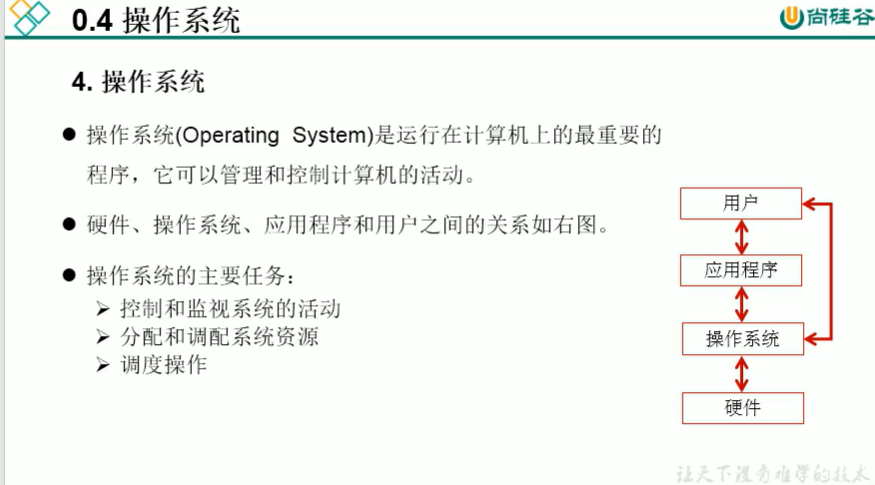 0.4 操作系统
尚硅谷
4. 操作系统
● 操作系统(Operating System)是运行在计算机上的最重要的
程序，它可以管理和控制计算机的活动。
● 硬件、操作系统、应用程序和用户之间的关系如右图。
● 操作系统的主要任务：
➢ 控制和监视系统的活动
➢ 分配和调配系统资源
➢ 调度操作
用户
应用程序
操作系统
硬件
让天下没有难学的技术